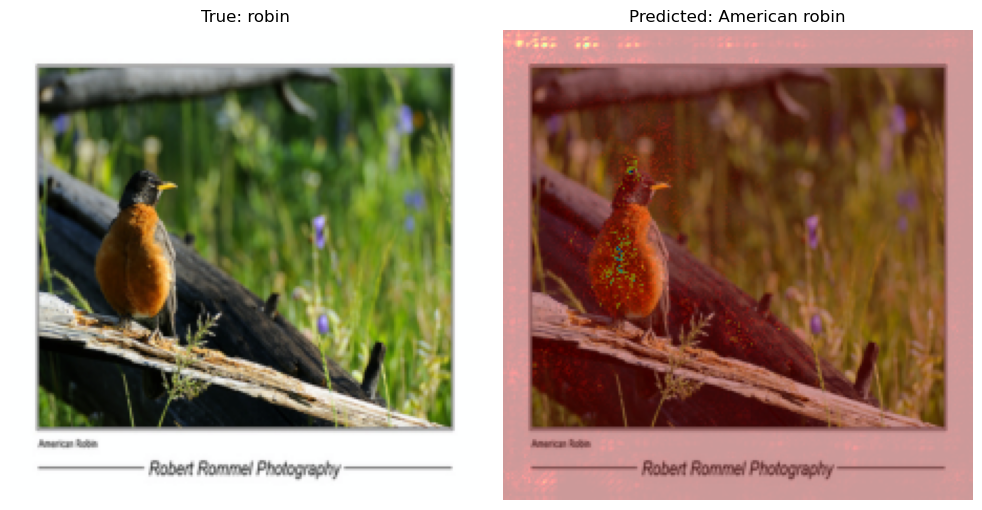 True: robin
Predicted: American robin
American Robin
Robert Rommel Photography
American Robin
Robert Rommel Photography